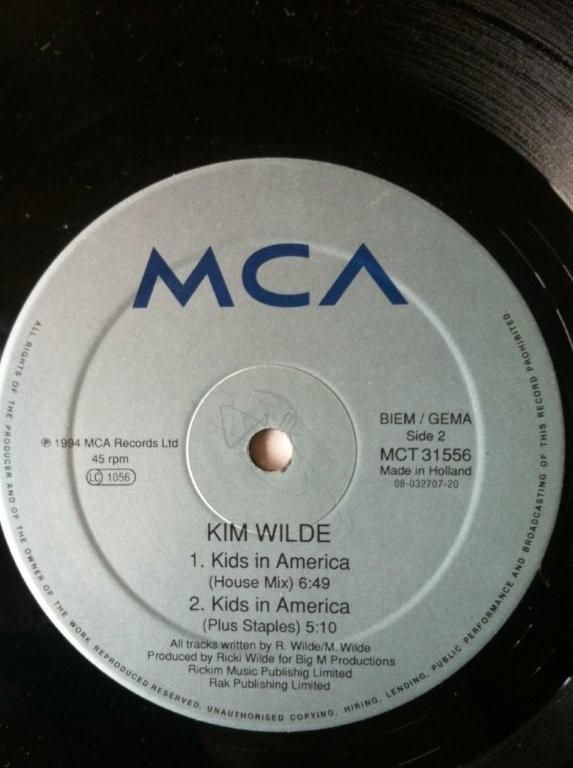 MCA
ALL RIGHTS OF THE PRODUCER AND OF THE OWNER OF THE WORK REPRODUCED RESERVED. UNAUTHORISED COPYING, HIRING, LENDING, PUBLIC PERFORMANCE AND BROADCASTING OF THIS RECORD PROHIBITED.
℗ 1994 MCA Records Ltd
45 rpm
LC 1056
BIEM / GEMA
Side 2
MCT 31556
Made in Holland
08-032707-20
KIM WILDE
1. Kids in America
(House Mix) 6:49
2. Kids in America
(Plus Staples) 5:10
All tracks written by R. Wilde/M. Wilde
Produced by Ricki Wilde for Big M Productions
Rickim Music Publishig Limited
Rak Publishing Limited